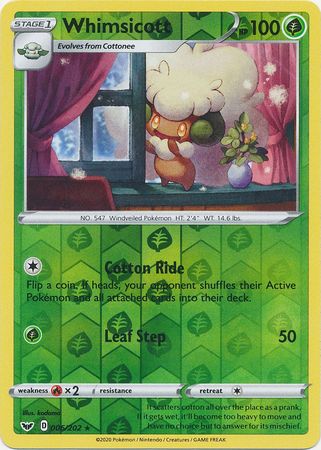 STAGE 1
Whimsicott
HP 100
Evolves from Cottonee
NO. 547 Windveiled Pokémon HT: 2'4" WT: 14.6 lbs.
Cotton Ride
Flip a coin. If heads, your opponent shuffles their Active
Pokémon and all attached cards into their deck.
Leaf Step 50
weakness ×2 resistance retreat
Illus. kodama
It scatters cotton all over the place as a prank.
If it gets wet, it'll become too heavy to move and
have no choice but to answer for its mischief.
D 005/202 ★
©2020 Pokémon / Nintendo / Creatures / GAME FREAK